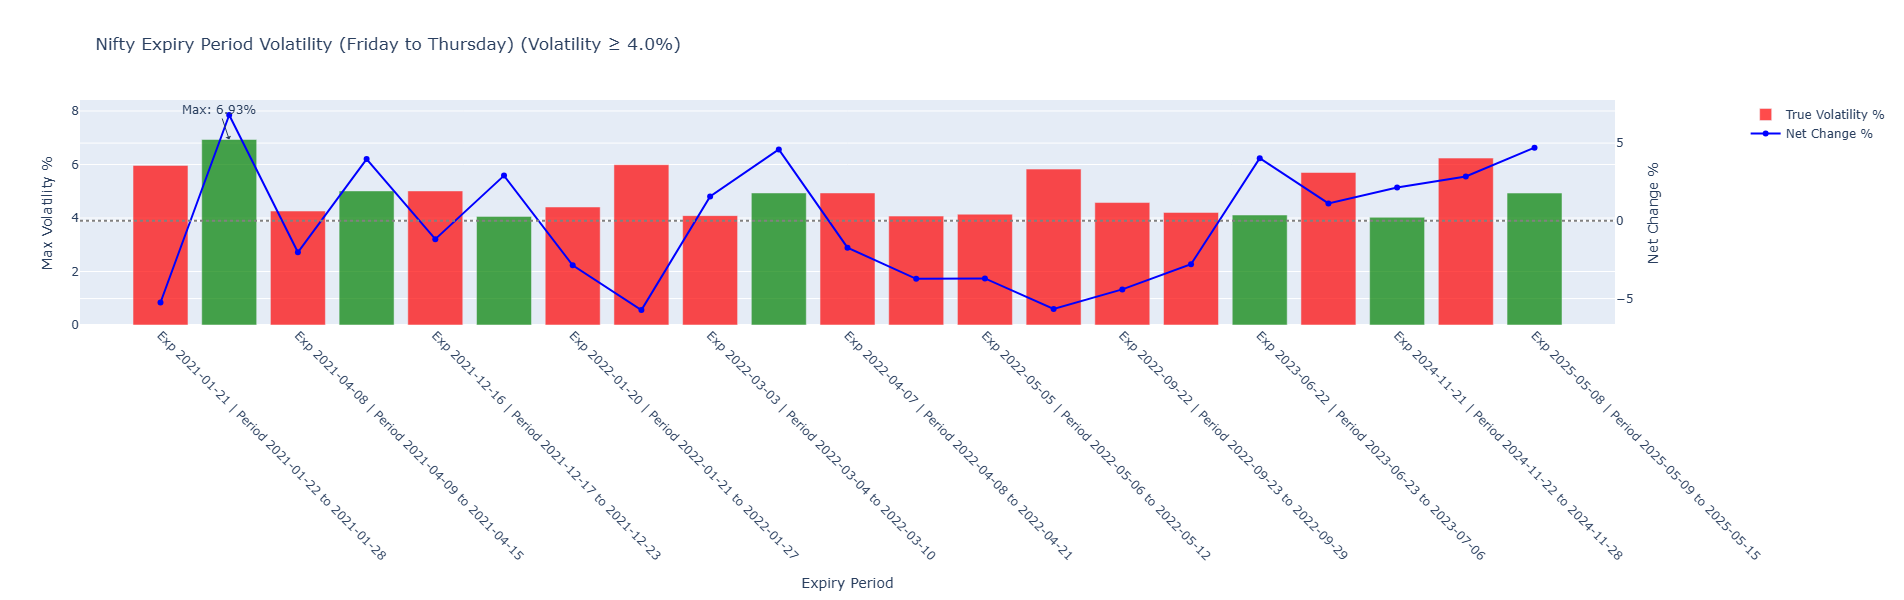 Nifty Expiry Period Volatility (Friday to Thursday) (Volatility ≥ 4.0%)
Max: 6.93%
True Volatility %
Net Change %
Max Volatility %
8
6
4
2
0
Net Change %
5
0
−5
Exp 2021-01-21 | Period 2021-01-22 to 2021-01-28
Exp 2021-04-08 | Period 2021-04-09 to 2021-04-15
Exp 2021-12-16 | Period 2021-12-17 to 2021-12-23
Exp 2022-01-20 | Period 2022-01-21 to 2022-01-27
Exp 2022-03-03 | Period 2022-03-04 to 2022-03-10
Exp 2022-04-07 | Period 2022-04-08 to 2022-04-21
Exp 2022-05-05 | Period 2022-05-06 to 2022-05-12
Exp 2022-09-22 | Period 2022-09-23 to 2022-09-29
Exp 2023-06-22 | Period 2023-06-23 to 2023-07-06
Exp 2024-11-21 | Period 2024-11-22 to 2024-11-28
Exp 2025-05-08 | Period 2025-05-09 to 2025-05-15
Expiry Period